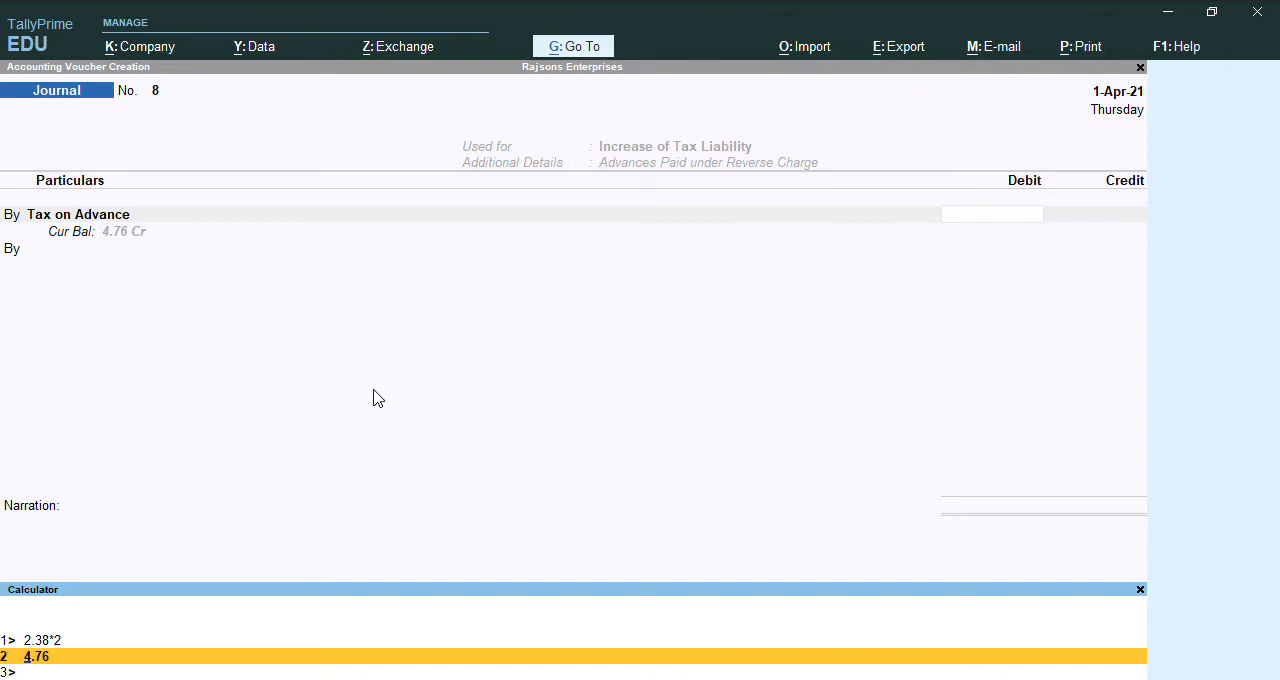 TallyPrime
EDU
MANAGE
K: Company Y: Data Z: Exchange G: Go To O: Import E: Export M: E-mail P: Print F1: Help
Accounting Voucher Creation Rajsons Enterprises
Journal No. 8 1-Apr-21
Thursday
Used for : Increase of Tax Liability
Additional Details : Advances Paid under Reverse Charge
Particulars Debit Credit
By Tax on Advance
Cur Bal: 4.76 Cr
By
Narration:
Calculator
1> 2.38*2
2 4.76
3>